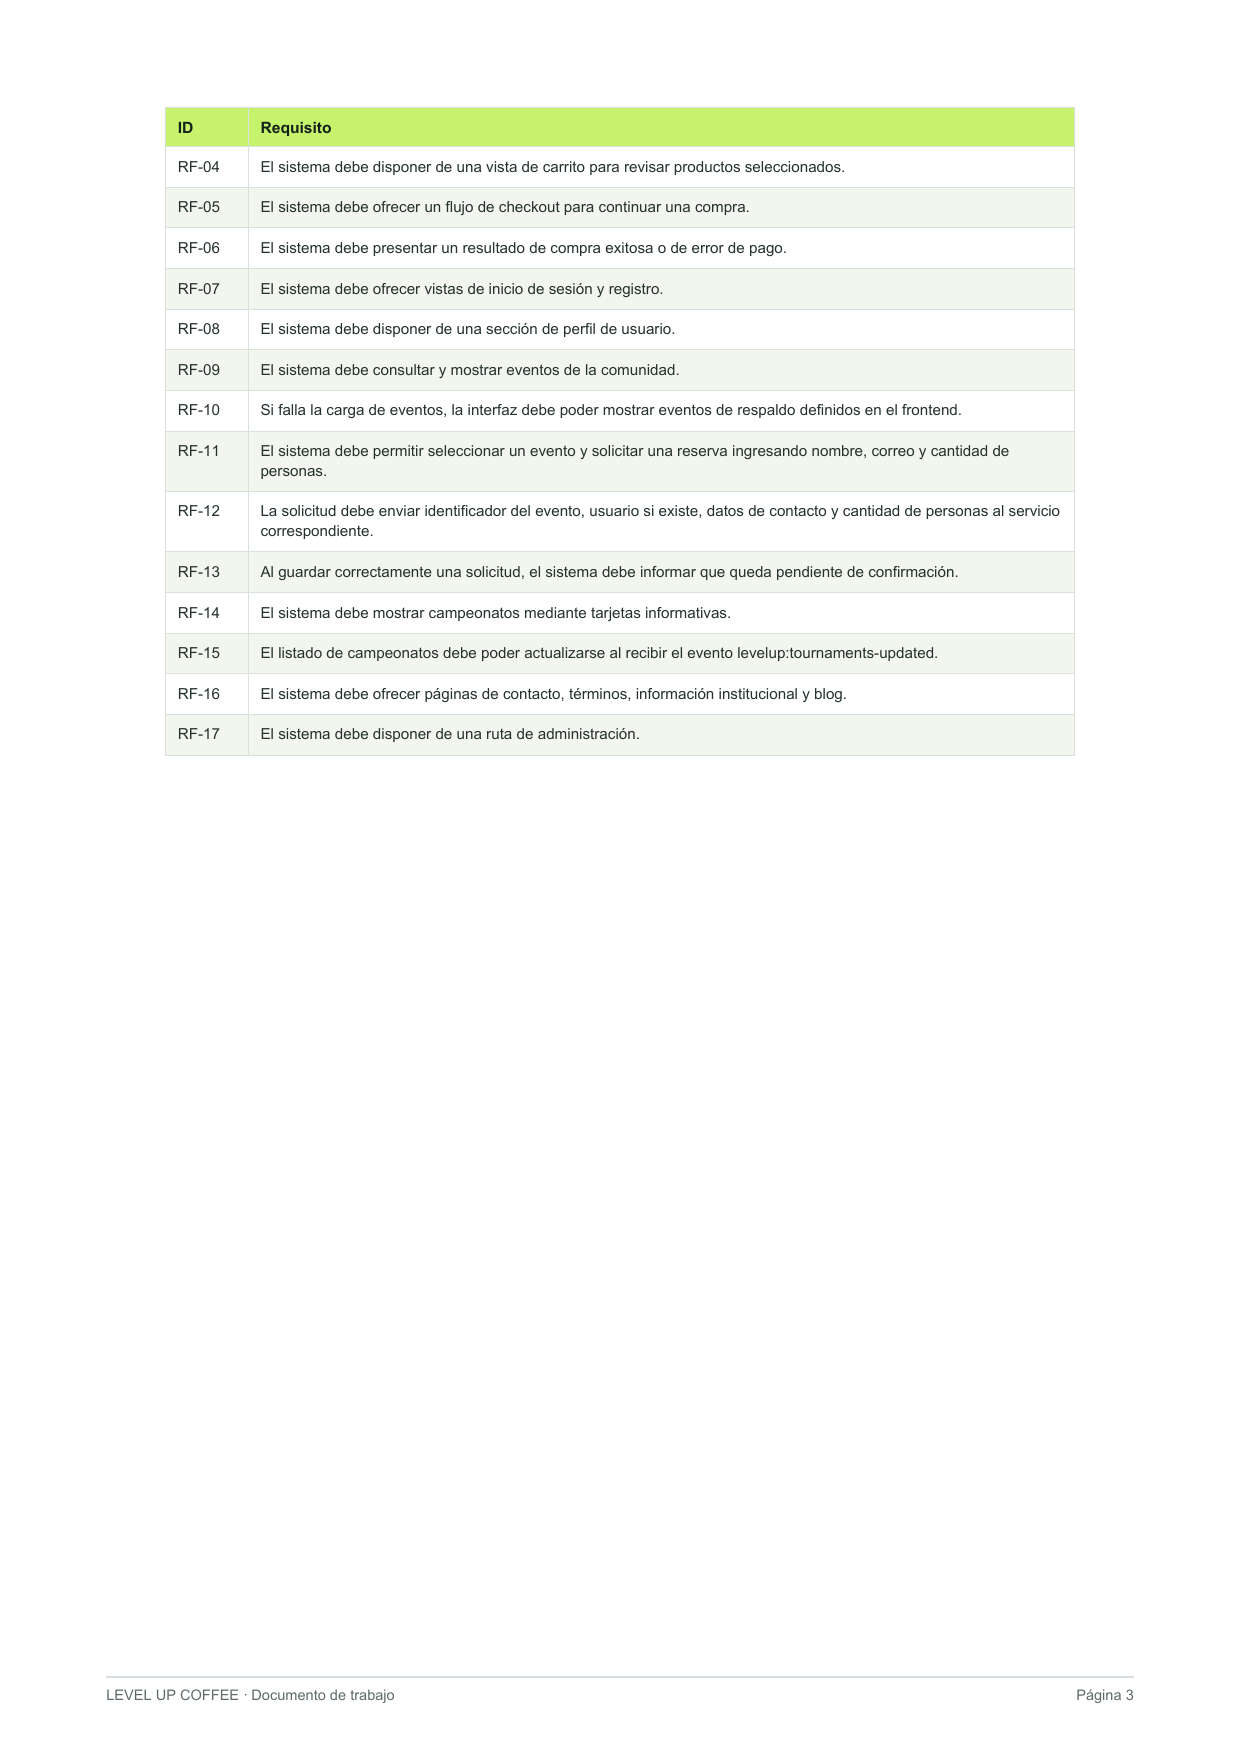 ID Requisito
RF-04 El sistema debe disponer de una vista de carrito para revisar productos seleccionados.
RF-05 El sistema debe ofrecer un flujo de checkout para continuar una compra.
RF-06 El sistema debe presentar un resultado de compra exitosa o de error de pago.
RF-07 El sistema debe ofrecer vistas de inicio de sesión y registro.
RF-08 El sistema debe disponer de una sección de perfil de usuario.
RF-09 El sistema debe consultar y mostrar eventos de la comunidad.
RF-10 Si falla la carga de eventos, la interfaz debe poder mostrar eventos de respaldo definidos en el frontend.
RF-11 El sistema debe permitir seleccionar un evento y solicitar una reserva ingresando nombre, correo y cantidad de
personas.
RF-12 La solicitud debe enviar identificador del evento, usuario si existe, datos de contacto y cantidad de personas al servicio
correspondiente.
RF-13 Al guardar correctamente una solicitud, el sistema debe informar que queda pendiente de confirmación.
RF-14 El sistema debe mostrar campeonatos mediante tarjetas informativas.
RF-15 El listado de campeonatos debe poder actualizarse al recibir el evento levelup:tournaments-updated.
RF-16 El sistema debe ofrecer páginas de contacto, términos, información institucional y blog.
RF-17 El sistema debe disponer de una ruta de administración.
LEVEL UP COFFEE · Documento de trabajo Página 3